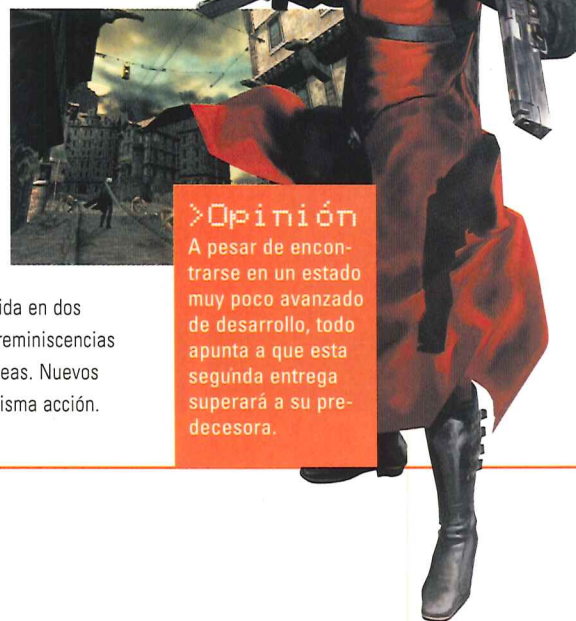 ida en dos
reminiscencias
eas. Nuevos
isma acción.
>Opinión
A pesar de encon-
trarse en un estado
muy poco avanzado
de desarrollo, todo
apunta a que esta
segunda entrega
superará a su pre-
decesora.